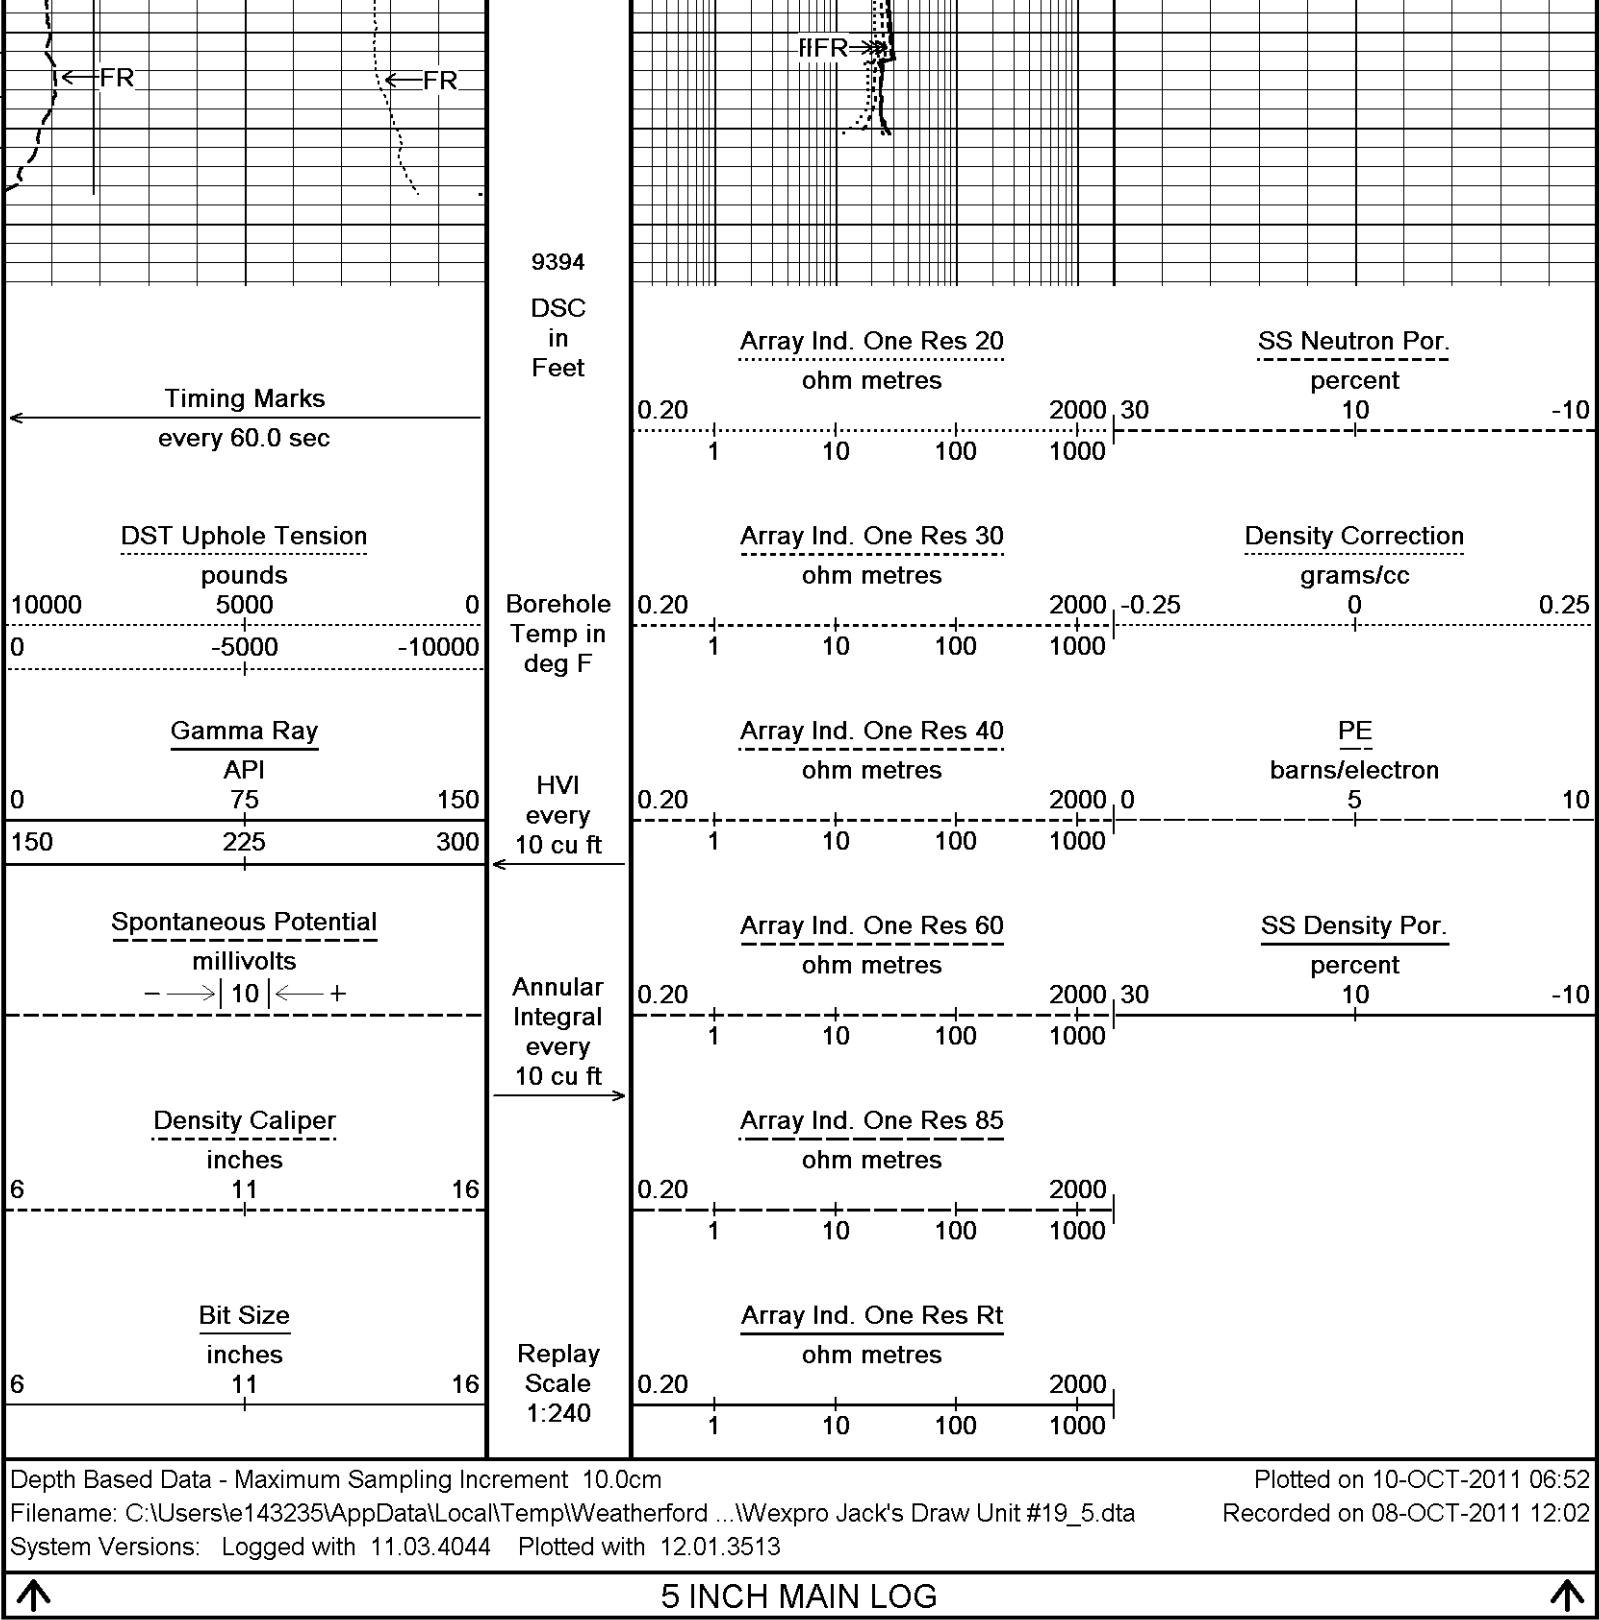 FR
FR
FR
9394
DSC
in
Feet
Timing Marks
every 60.0 sec
DST Uphole Tension
pounds
10000 5000 0
0 -5000 -10000
Gamma Ray
API
0 75 150
150 225 300
Spontaneous Potential
millivolts
− 10 +
Density Caliper
inches
6 11 16
Bit Size
inches
6 11 16
Borehole
Temp in
deg F
HVI
every
10 cu ft
Annular
Integral
every
10 cu ft
Replay
Scale
1:240
Array Ind. One Res 20
ohm metres
0.20 2000
1 10 100 1000
Array Ind. One Res 30
ohm metres
0.20 2000
1 10 100 1000
Array Ind. One Res 40
ohm metres
0.20 2000
1 10 100 1000
Array Ind. One Res 60
ohm metres
0.20 2000
1 10 100 1000
Array Ind. One Res 85
ohm metres
0.20 2000
1 10 100 1000
Array Ind. One Res Rt
ohm metres
0.20 2000
1 10 100 1000
SS Neutron Por.
percent
30 10 -10
Density Correction
grams/cc
-0.25 0 0.25
PE
barns/electron
0 5 10
SS Density Por.
percent
30 10 -10
Depth Based Data - Maximum Sampling Increment 10.0cm
Plotted on 10-OCT-2011 06:52
Filename: C:\Users\e143235\AppData\Local\Temp\Weatherford ...\Wexpro Jack's Draw Unit #19_5.dta
Recorded on 08-OCT-2011 12:02
System Versions: Logged with 11.03.4044 Plotted with 12.01.3513
5 INCH MAIN LOG